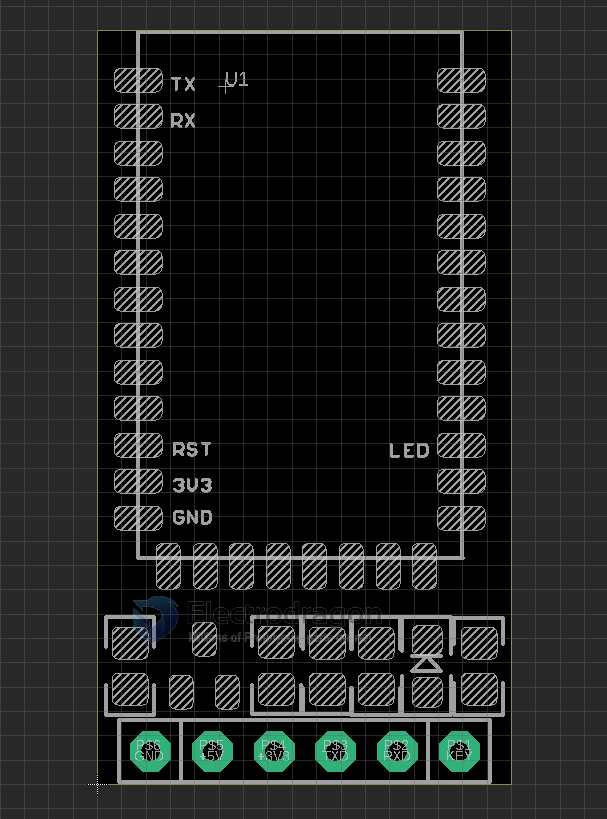 TX
U1
RX
RST
LED
3V3
GND
Electrodragon
P$6
GND
P$5
+5V
P$4
+3V3
P$3
TXD
P$2
RXD
P$1
KEY